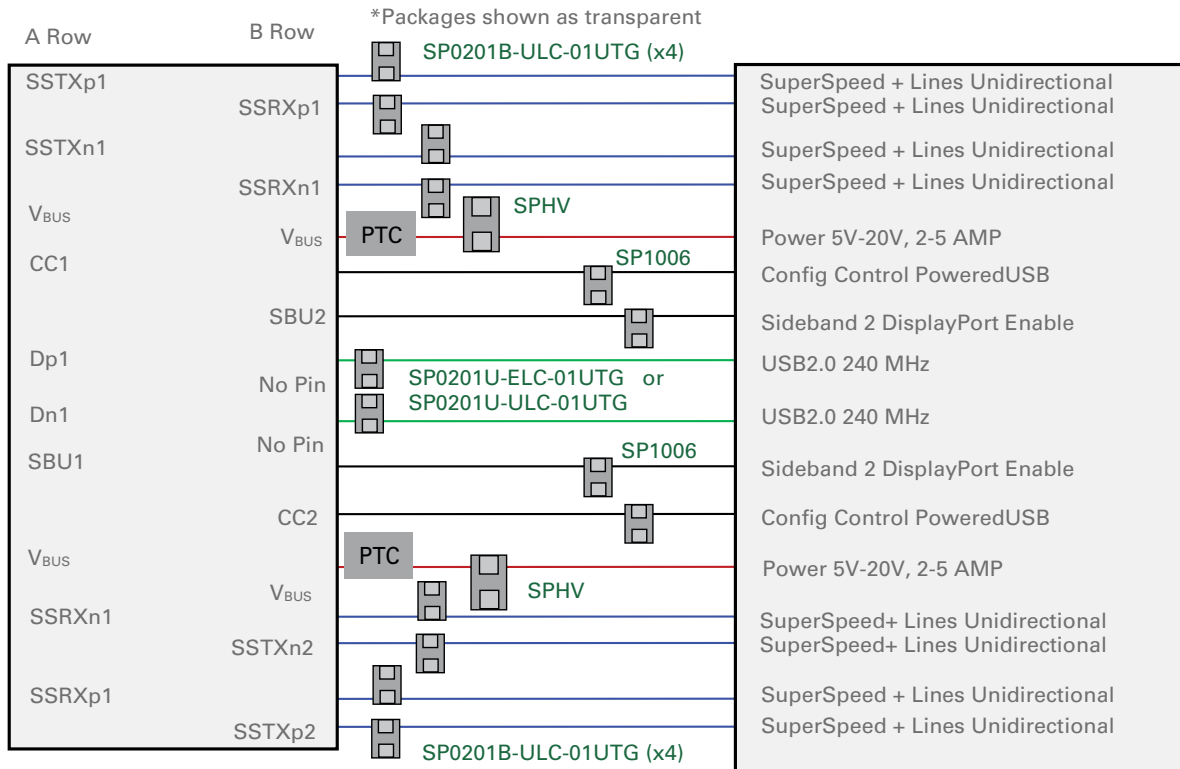 *Packages shown as transparent
A Row
B Row
SP0201B-ULC-01UTG (x4)
SSTXp1
SuperSpeed + Lines Unidirectional
SSRXp1
SuperSpeed + Lines Unidirectional
SSTXn1
SuperSpeed + Lines Unidirectional
SSRXn1
SuperSpeed + Lines Unidirectional
SPHV
VBUS
VBUS
PTC
Power 5V-20V, 2-5 AMP
CC1
SP1006
Config Control PoweredUSB
SBU2
Sideband 2 DisplayPort Enable
Dp1
USB2.0 240 MHz
No Pin
SP0201U-ELC-01UTG or
SP0201U-ULC-01UTG
Dn1
USB2.0 240 MHz
No Pin
SP1006
SBU1
Sideband 2 DisplayPort Enable
CC2
Config Control PoweredUSB
VBUS
PTC
Power 5V-20V, 2-5 AMP
VBUS
SPHV
SSRXn1
SuperSpeed+ Lines Unidirectional
SSTXn2
SuperSpeed+ Lines Unidirectional
SSRXp1
SuperSpeed + Lines Unidirectional
SSTXp2
SuperSpeed + Lines Unidirectional
SP0201B-ULC-01UTG (x4)